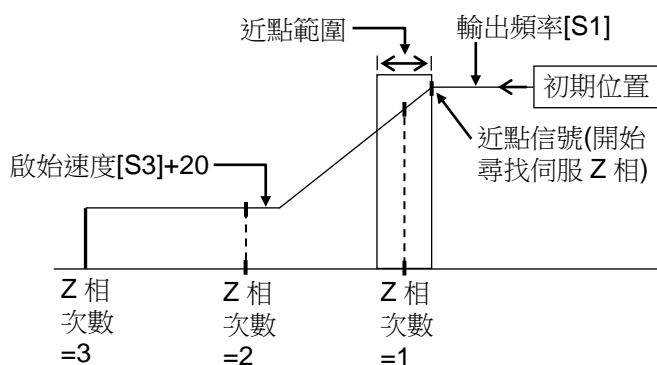 近點範圍
輸出頻率[S1]
初期位置
近點信號(開始
尋找伺服 Z 相)
啟始速度[S3]+20
Z 相
次數
=3
Z 相
次數
=2
Z 相
次數
=1